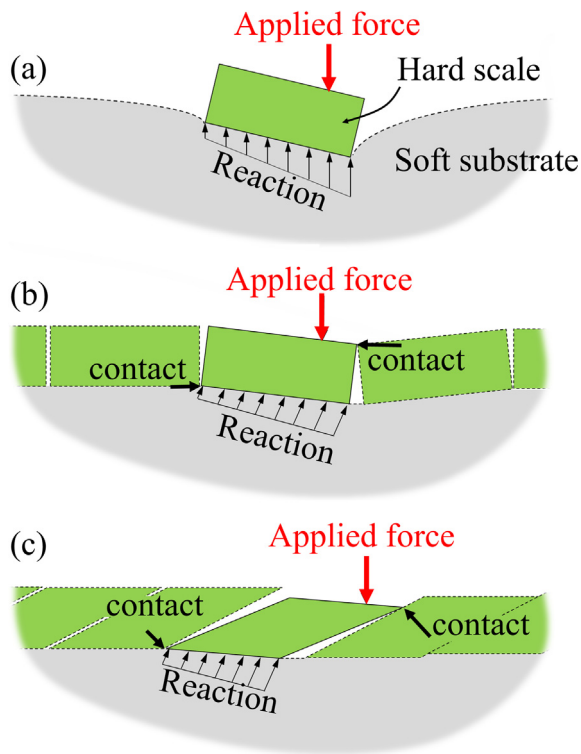 Applied force
(a)
Hard scale
Reaction
Soft substrate
(b)
Applied force
contact
contact
Reaction
(c)
Applied force
contact
contact
Reaction